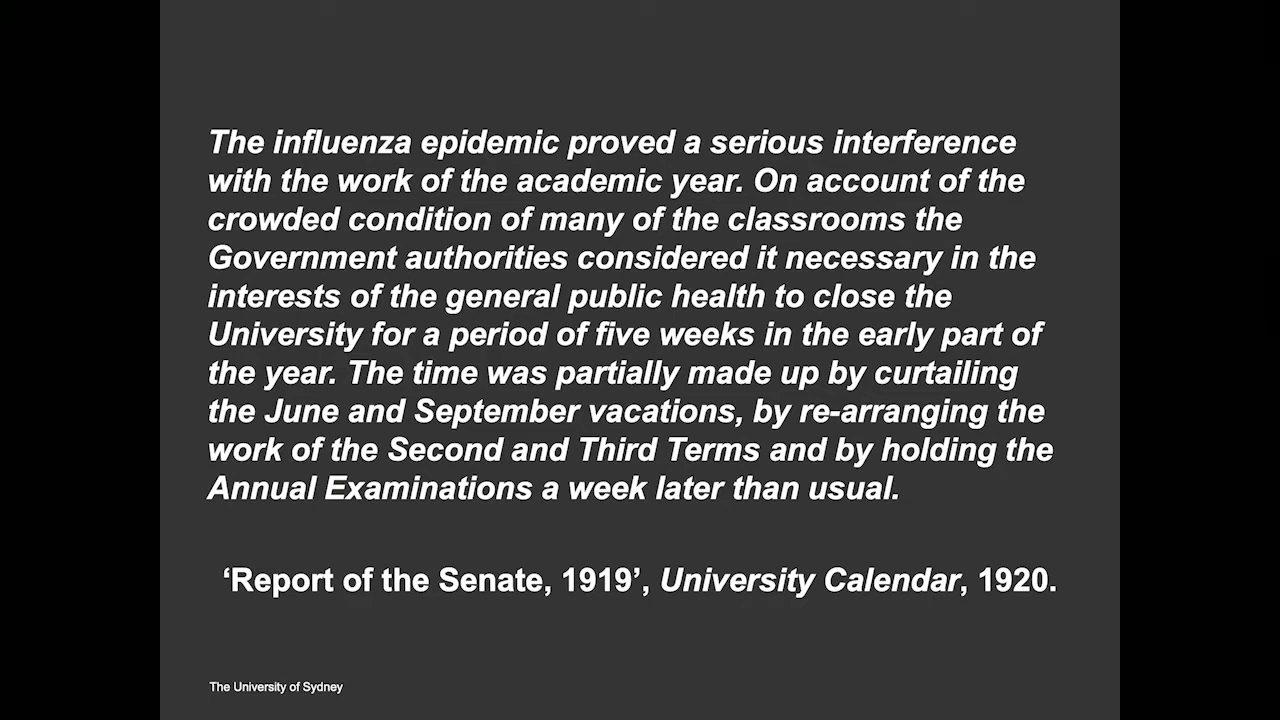 The influenza epidemic proved a serious interference
with the work of the academic year. On account of the
crowded condition of many of the classrooms the
Government authorities considered it necessary in the
interests of the general public health to close the
University for a period of five weeks in the early part of
the year. The time was partially made up by curtailing
the June and September vacations, by re-arranging the
work of the Second and Third Terms and by holding the
Annual Examinations a week later than usual.
‘Report of the Senate, 1919’, University Calendar, 1920.
The University of Sydney